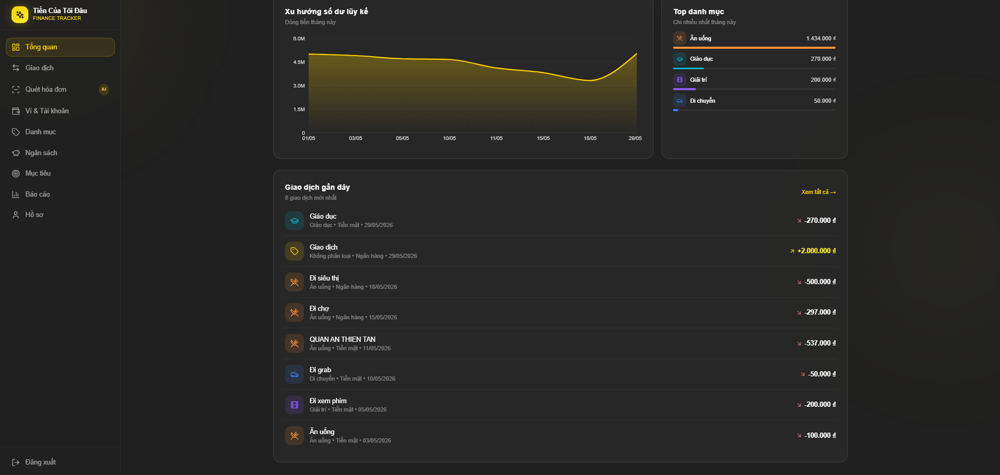 Tiền Của Tôi Đâu
FINANCE TRACKER
Tổng quan
Giao dịch
Quét hóa đơn
AI
Ví & Tài khoản
Danh mục
Ngân sách
Mục tiêu
Báo cáo
Hồ sơ
Đăng xuất
Xu hướng số dư lũy kế
Dòng tiền tháng này
6.0M
4.5M
3.0M
1.5M
0
01/05 03/05 05/05 10/05 11/05 15/05 18/05 29/05
Top danh mục
Chi nhiều nhất tháng này
Ăn uống 1.434.000 ₫
Giáo dục 270.000 ₫
Giải trí 200.000 ₫
Di chuyển 50.000 ₫
Giao dịch gần đây
8 giao dịch mới nhất
Xem tất cả →
Giáo dục
Giáo dục • Tiền mặt • 29/05/2026
-270.000 ₫
Giao dịch
Không phân loại • Ngân hàng • 29/05/2026
+2.000.000 ₫
Đi siêu thị
Ăn uống • Ngân hàng • 18/05/2026
-500.000 ₫
Đi chợ
Ăn uống • Ngân hàng • 15/05/2026
-297.000 ₫
QUAN AN THIEN TAN
Ăn uống • Tiền mặt • 11/05/2026
-537.000 ₫
Đi grab
Di chuyển • Tiền mặt • 10/05/2026
-50.000 ₫
Đi xem phim
Giải trí • Tiền mặt • 05/05/2026
-200.000 ₫
Ăn uống
Ăn uống • Tiền mặt • 03/05/2026
-100.000 ₫